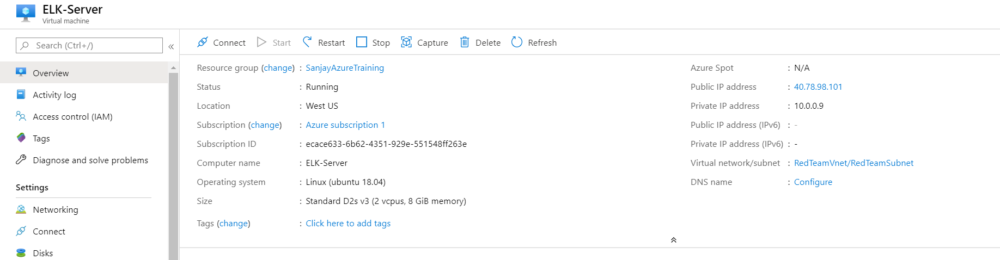 ELK-Server
Virtual machine
Search (Ctrl+/)
«
Overview
Activity log
Access control (IAM)
Tags
Diagnose and solve problems
Settings
Networking
Connect
Disks
Connect Start Restart Stop Capture Delete Refresh
Resource group (change) : SanjayAzureTraining
Status : Running
Location : West US
Subscription (change) : Azure subscription 1
Subscription ID : ecace633-6b62-4351-929e-551548ff263e
Computer name : ELK-Server
Operating system : Linux (ubuntu 18.04)
Size : Standard D2s v3 (2 vcpus, 8 GiB memory)
Tags (change) : Click here to add tags
Azure Spot : N/A
Public IP address : 40.78.98.101
Private IP address : 10.0.0.9
Public IP address (IPv6) : -
Private IP address (IPv6) : -
Virtual network/subnet : RedTeamVnet/RedTeamSubnet
DNS name : Configure